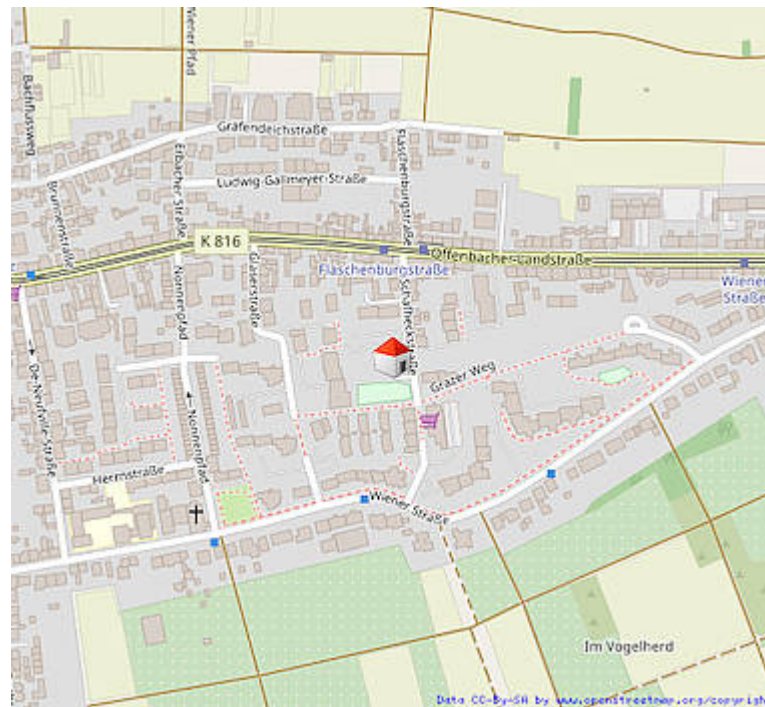 Wiener Pfad
Bachflussweg
Gräfendeichstraße
Erbacher Straße
Flaschenburgstraße
Ludwig-Gallmeyer-Straße
Brunnenstraße
K 816
Offenbacher-Landstraße
Flaschenburgstraße
Wiener
Straße
Nonnenpfad
Glaserstraße
Schafheckstraße
De-Neufville-Straße
Grazer Weg
Nonnenpfad
Herrnstraße
Wiener Straße
Im Vogelherd
Data CC-By-SA by www.openstreetmap.org/copyright